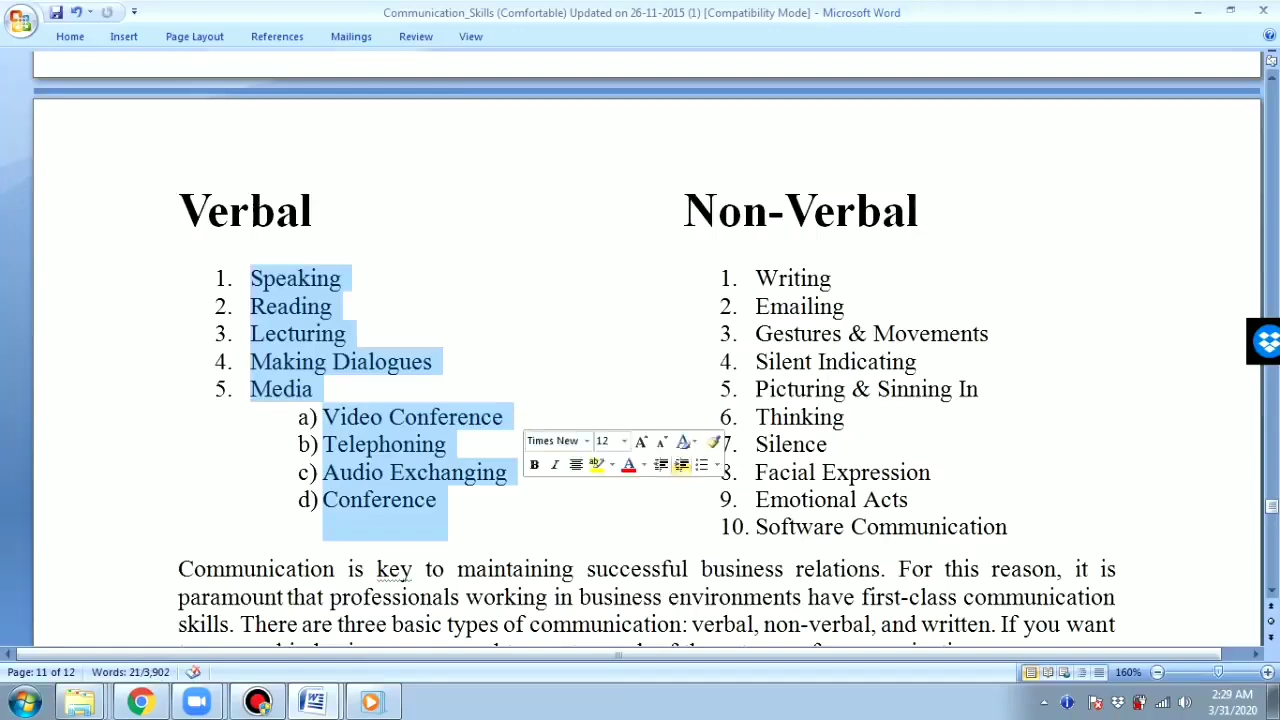 Communication_Skills (Comfortable) Updated on 26-11-2015 (1) [Compatibility Mode] - Microsoft Word
Home Insert Page Layout References Mailings Review View
Verbal
1. Speaking
2. Reading
3. Lecturing
4. Making Dialogues
5. Media
a) Video Conference
b) Telephoning
c) Audio Exchanging
d) Conference
Non-Verbal
1. Writing
2. Emailing
3. Gestures & Movements
4. Silent Indicating
5. Picturing & Sinning In
6. Thinking
7. Silence
8. Facial Expression
9. Emotional Acts
10. Software Communication
Times New 12
Communication is key to maintaining successful business relations. For this reason, it is
paramount that professionals working in business environments have first-class communication
skills. There are three basic types of communication: verbal, non-verbal, and written. If you want
Page: 11 of 12 Words: 21/3,902 160%
2:29 AM
3/31/2020